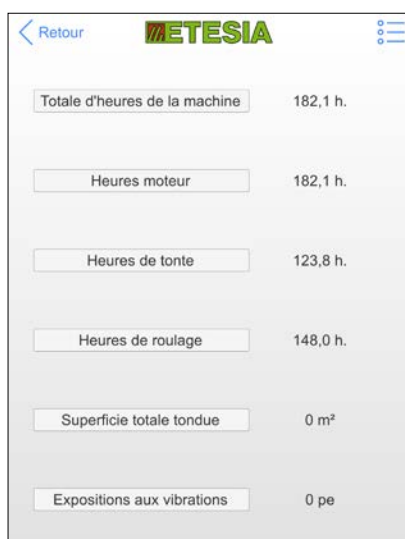 Retour
ETESIA
Totale d'heures de la machine 182,1 h.
Heures moteur 182,1 h.
Heures de tonte 123,8 h.
Heures de roulage 148,0 h.
Superficie totale tondue 0 m²
Expositions aux vibrations 0 pe